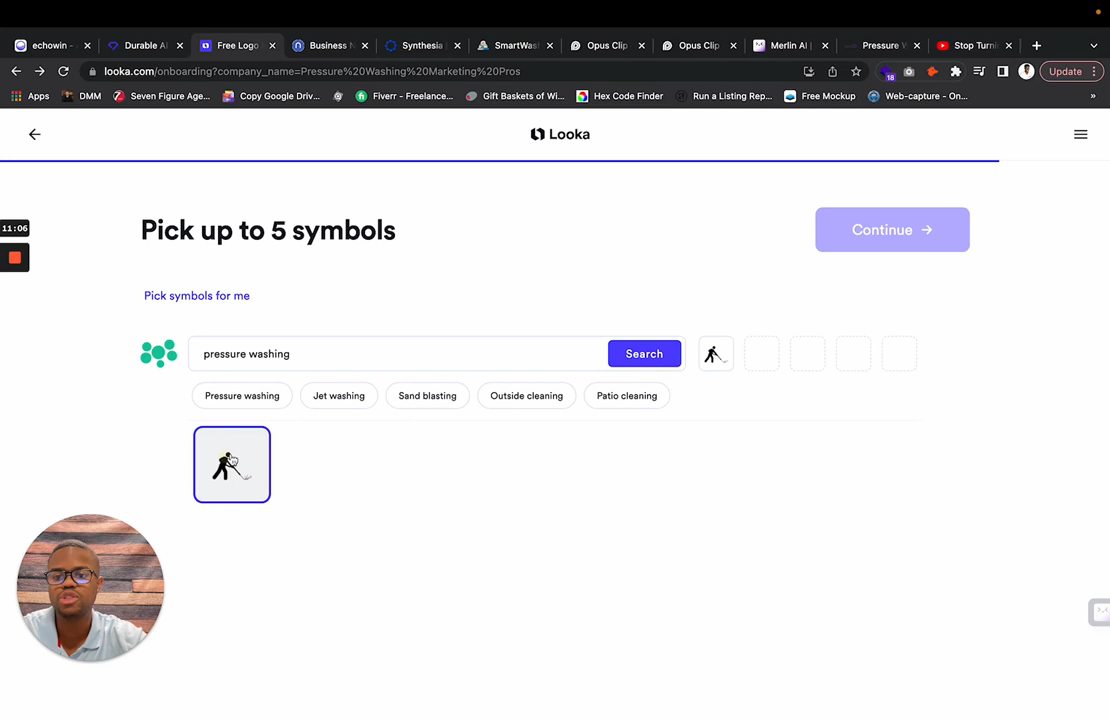 echowin - A
Durable AI
Free Logo
Business N
Synthesia
SmartWas
Opus Clip
Opus Clip
Merlin AI |
Pressure W
Stop Turni
looka.com/onboarding?company_name=Pressure%20Washing%20Marketing%20Pros
18
Update
Apps
DMM
Seven Figure Age...
Copy Google Driv...
Fiverr - Freelance...
Gift Baskets of Wi...
Hex Code Finder
Run a Listing Rep...
Free Mockup
Web-capture - On...
»
Looka
11:06
Pick up to 5 symbols
Continue →
Pick symbols for me
pressure washing
Search
Pressure washing
Jet washing
Sand blasting
Outside cleaning
Patio cleaning